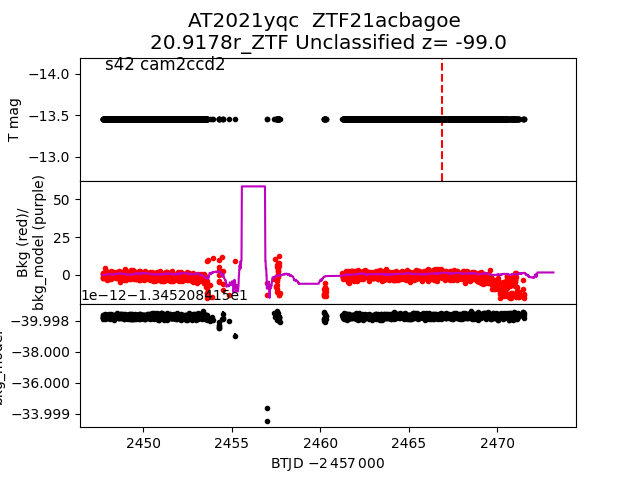 AT2021yqc  ZTF21acbagoe
20.9178r_ZTF Unclassified z= -99.0
s42 cam2ccd2
−14.0
−13.5
−13.0
T mag
50
25
0
Bkg (red)/
bkg_model (purple)
1e−12−1.3452084
−39.998
−38.000
−36.000
−33.999
2450
2455
2460
2465
2470
BTJD − 2 457 000